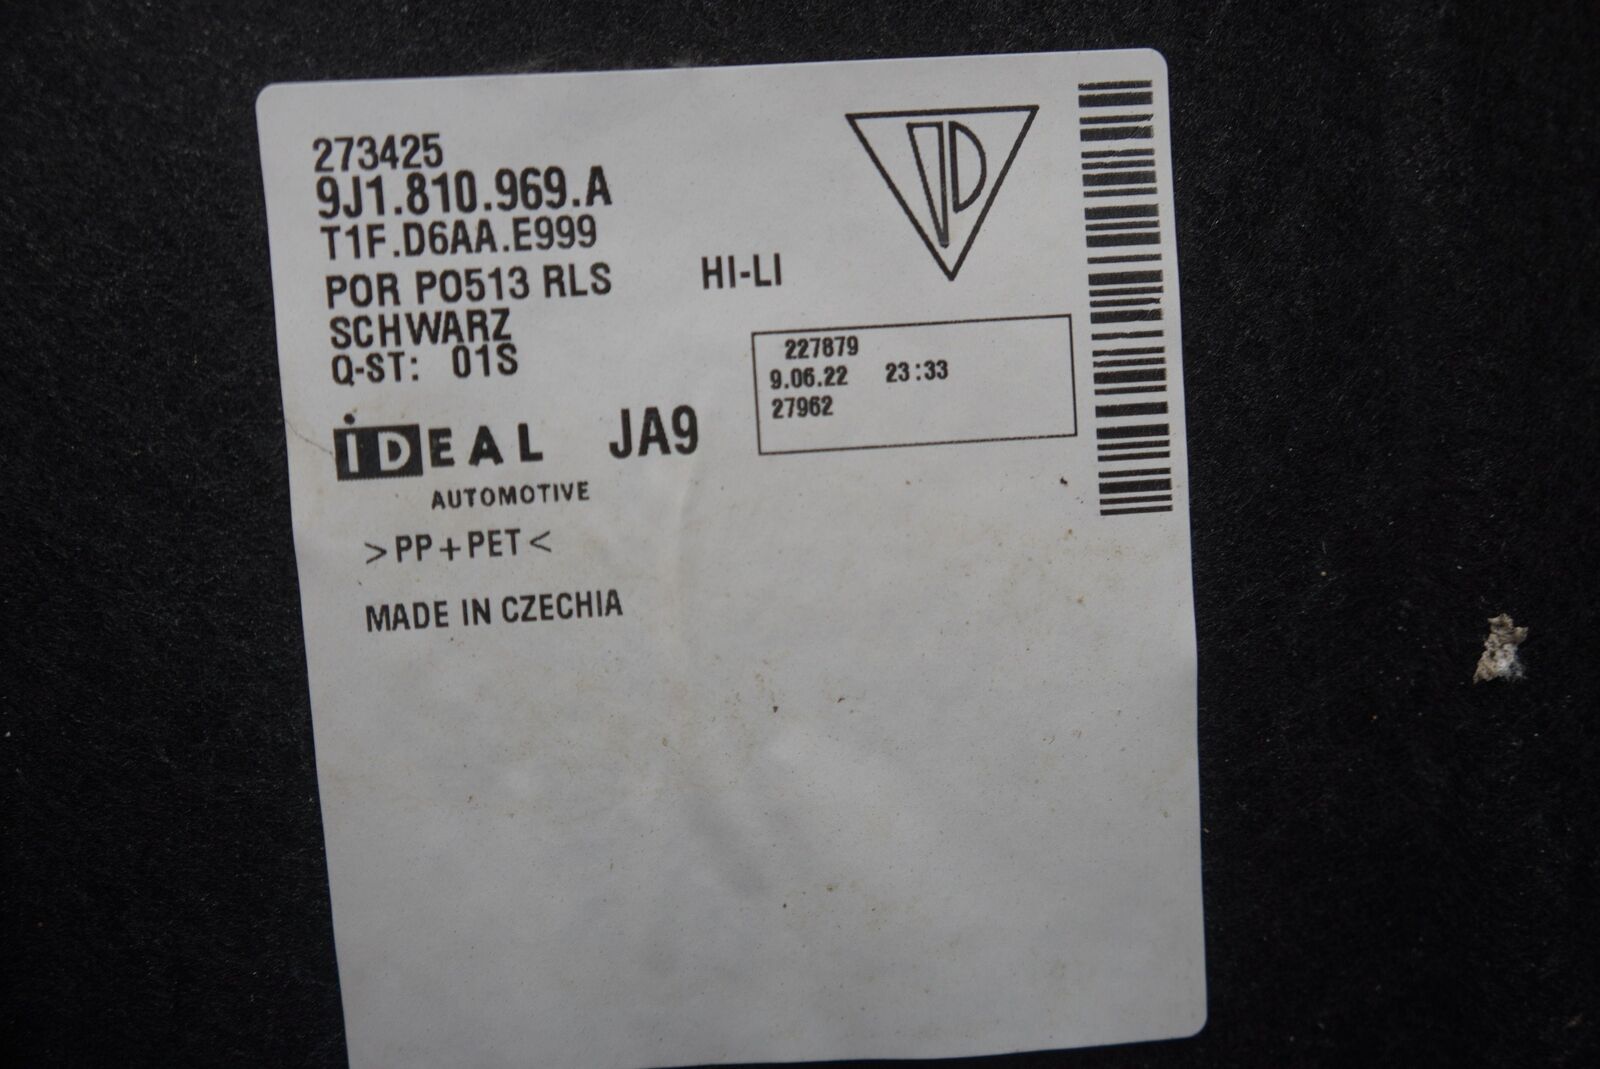 273425
9J1.810.969.A
T1F.D6AA.E999
POR PO513 RLS HI-LI
SCHWARZ
Q-ST: 01S
227879
9.06.22 23:33
27962
iDEAL JA9
AUTOMOTIVE
>PP+PET<
MADE IN CZECHIA